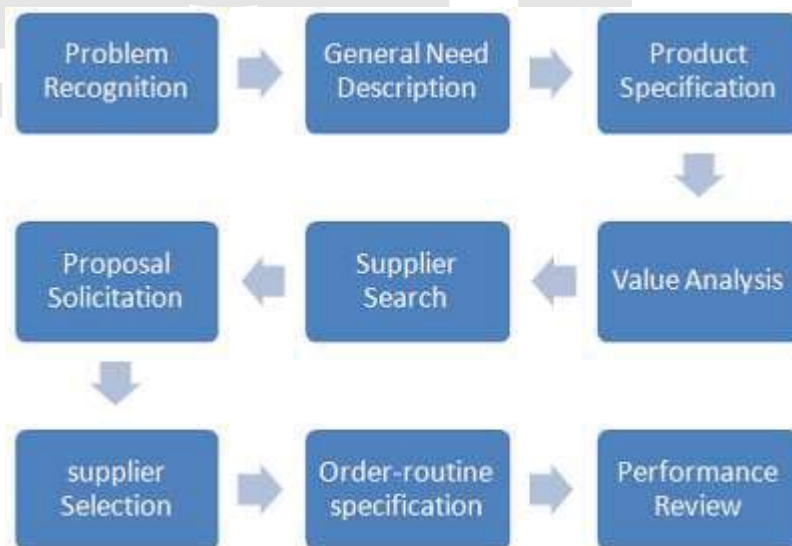 Problem
Recognition
General Need
Description
Product
Specification
Value Analysis
Supplier
Search
Proposal
Solicitation
supplier
Selection
Order-routine
specification
Performance
Review